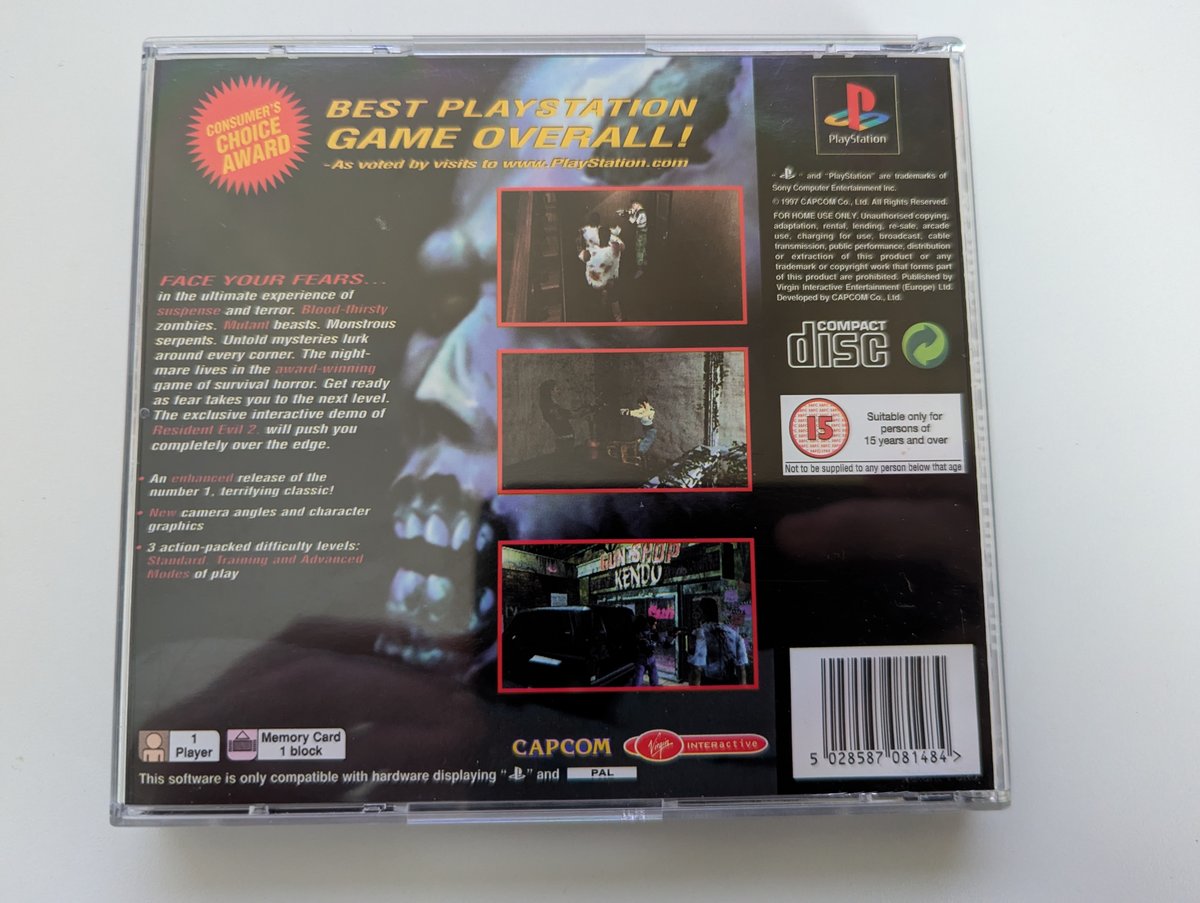 CONSUMER'S
CHOICE
AWARD
BEST PLAYSTATION
GAME OVERALL!
-As voted by visits to www.PlayStation.com
FACE YOUR FEARS...
in the ultimate experience of
suspense and terror. Blood-thirsty
zombies. Mutant beasts. Monstrous
serpents. Untold mysteries lurk
around every corner. The night-
mare lives in the award-winning
game of survival horror. Get ready
as fear takes you to the next level.
The exclusive interactive demo of
Resident Evil 2. will push you
completely over the edge.
• An enhanced release of the
number 1, terrifying classic!
• New camera angles and character
graphics
• 3 action-packed difficulty levels:
Standard, Training and Advanced
Modes of play
GUN SHOP
KENDO
PlayStation
" " and "PlayStation" are trademarks of
Sony Computer Entertainment Inc.
© 1997 CAPCOM Co., Ltd. All Rights Reserved.
FOR HOME USE ONLY. Unauthorised copying,
adaptation, rental, lending, re-sale, arcade
use, charging for use, broadcast, cable
transmission, public performance, distribution
or extraction of this product or any
trademark or copyright work that forms part
of this product are prohibited. Published by
Virgin Interactive Entertainment (Europe) Ltd.
Developed by CAPCOM Co., Ltd.
COMPACT
disc
15
Suitable only for
persons of
15 years and over
Not to be supplied to any person below that age
1
Player
Memory Card
1 block
CAPCOM
Virgin INTERactive
This software is only compatible with hardware displaying " " and PAL
5 028587 081484 >